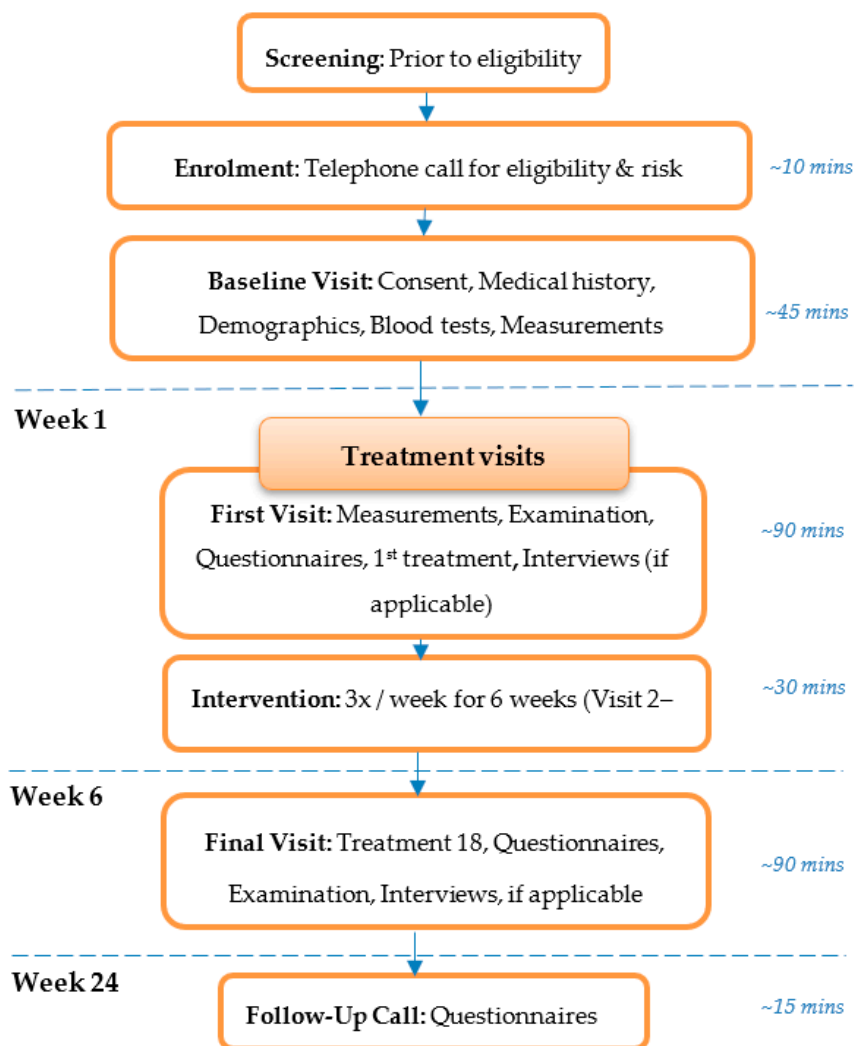 Screening: Prior to eligibility
Enrolment: Telephone call for eligibility & risk
~10 mins
Baseline Visit: Consent, Medical history,
Demographics, Blood tests, Measurements
~45 mins
Week 1
Treatment visits
First Visit: Measurements, Examination,
Questionnaires, 1st treatment, Interviews (if
applicable)
~90 mins
Intervention: 3x / week for 6 weeks (Visit 2–
~30 mins
Week 6
Final Visit: Treatment 18, Questionnaires,
Examination, Interviews, if applicable
~90 mins
Week 24
Follow-Up Call: Questionnaires
~15 mins